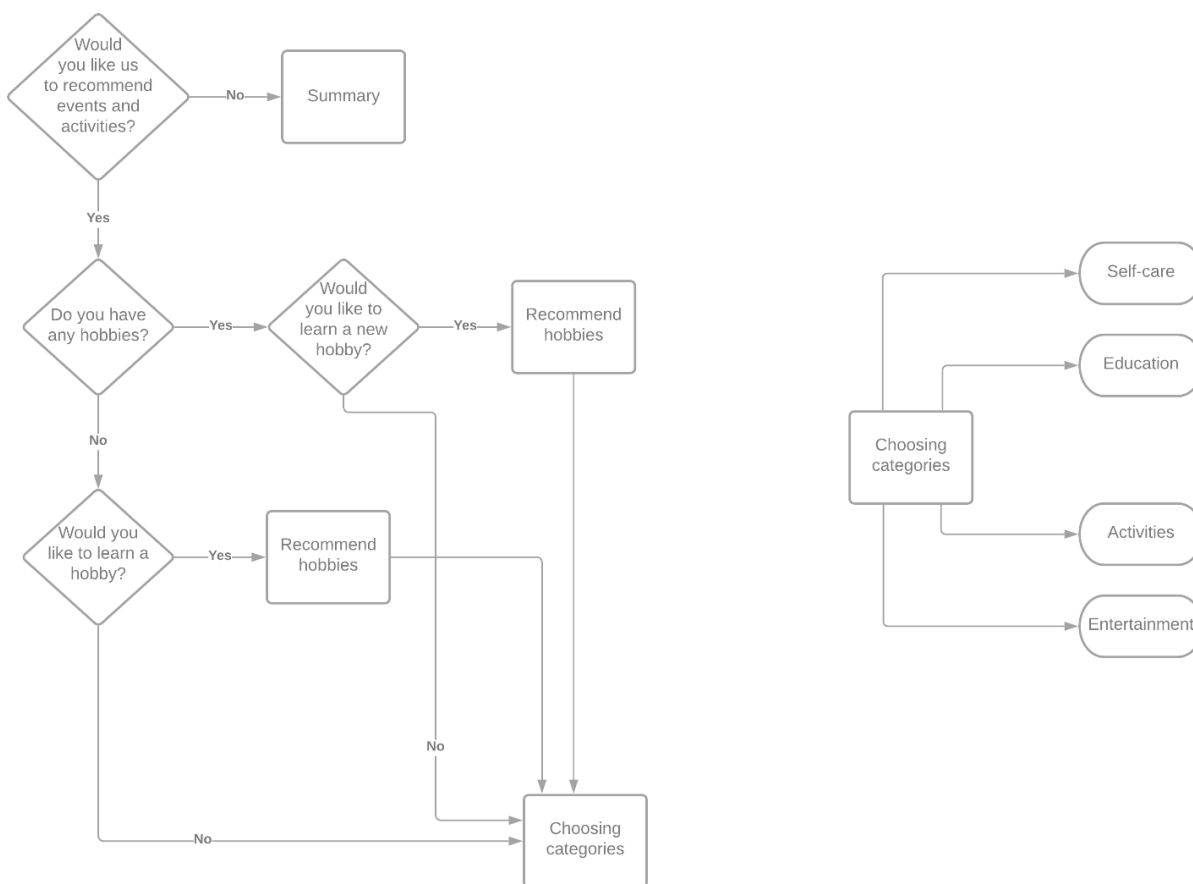 Would
you like us
to recommend
events and
activities?
No
Summary
Yes
Do you have
any hobbies?
Yes
Would
you like to
learn a new
hobby?
Yes
Recommend
hobbies
No
Would you
like to learn a
hobby?
Yes
Recommend
hobbies
No
No
Choosing
categories
Self-care
Education
Choosing
categories
Activities
Entertainment